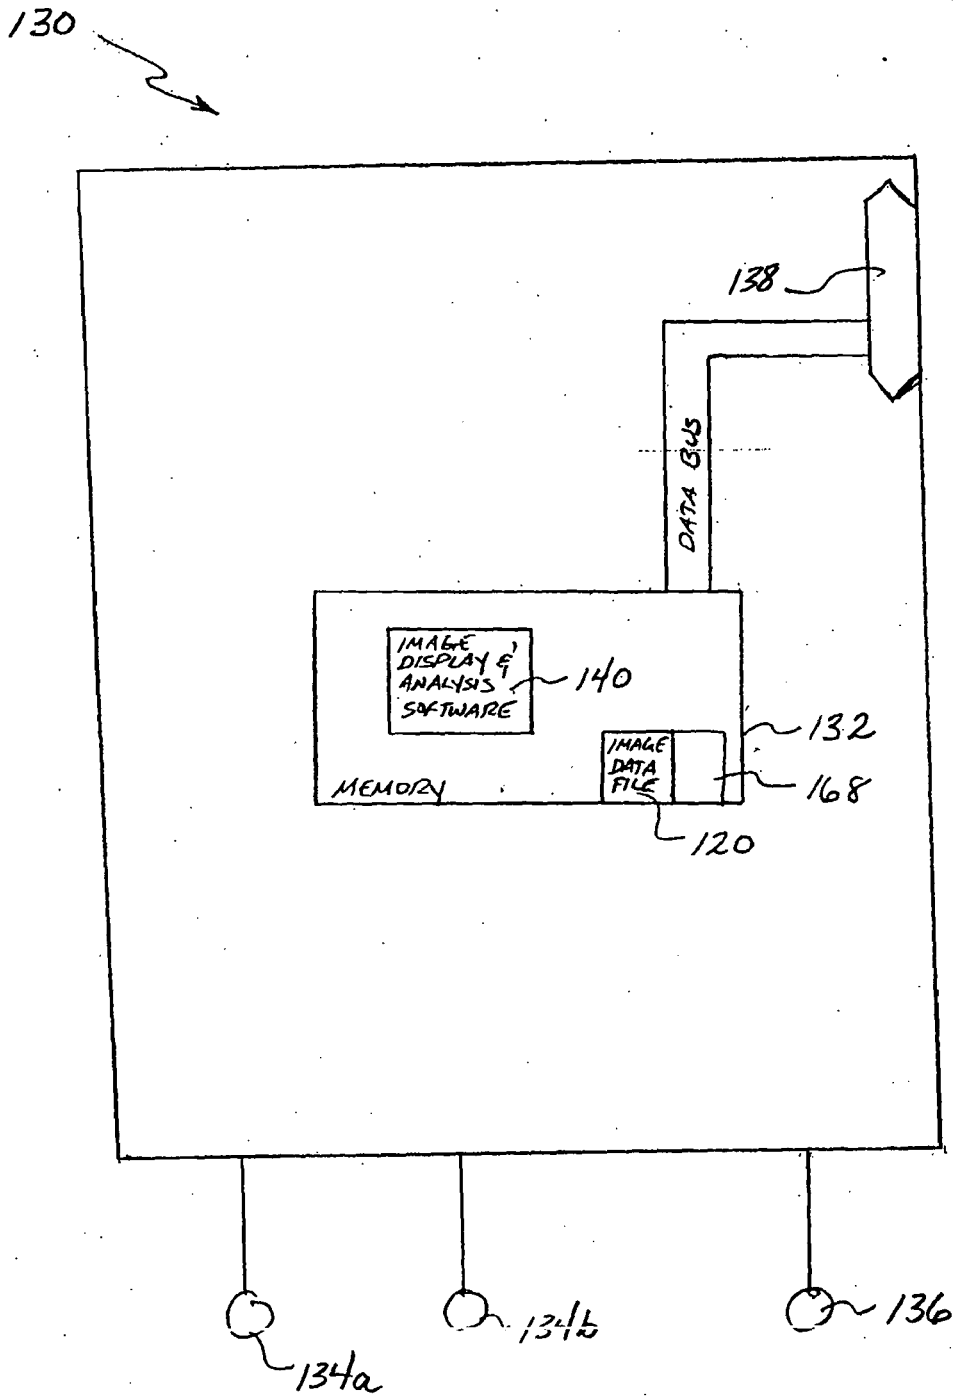 130
138
DATA BUS
IMAGE
DISPLAY &
ANALYSIS
SOFTWARE
140
132
IMAGE
DATA
FILE
168
MEMORY
120
136
134b
134a